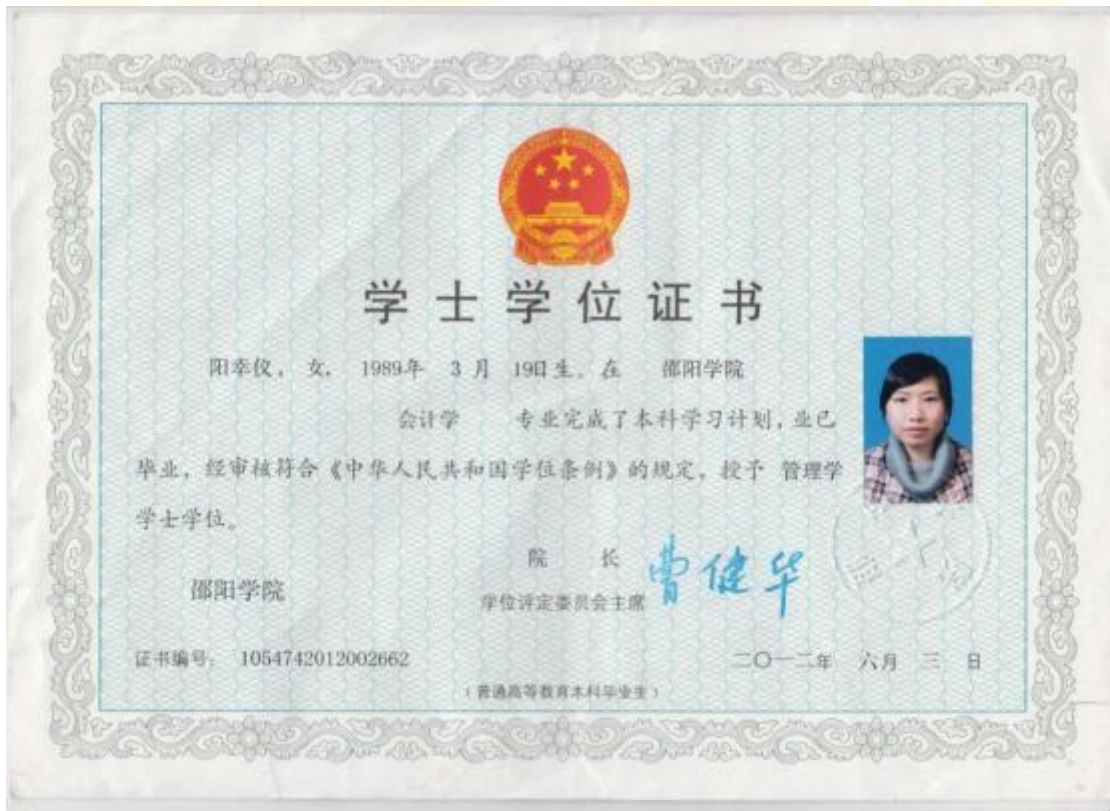 学士学位证书
阳幸仪，女，1989年 3月 19日生。在 邵阳学院
会计学 专业完成了本科学习计划，业已
毕业，经审核符合《中华人民共和国学位条例》的规定，授予 管理学
学士学位。
院 长 曹健华
邵阳学院
学位评定委员会主席
证书编号：1054742012002662
二〇一二年 六月 三 日
（普通高等教育本科毕业生）